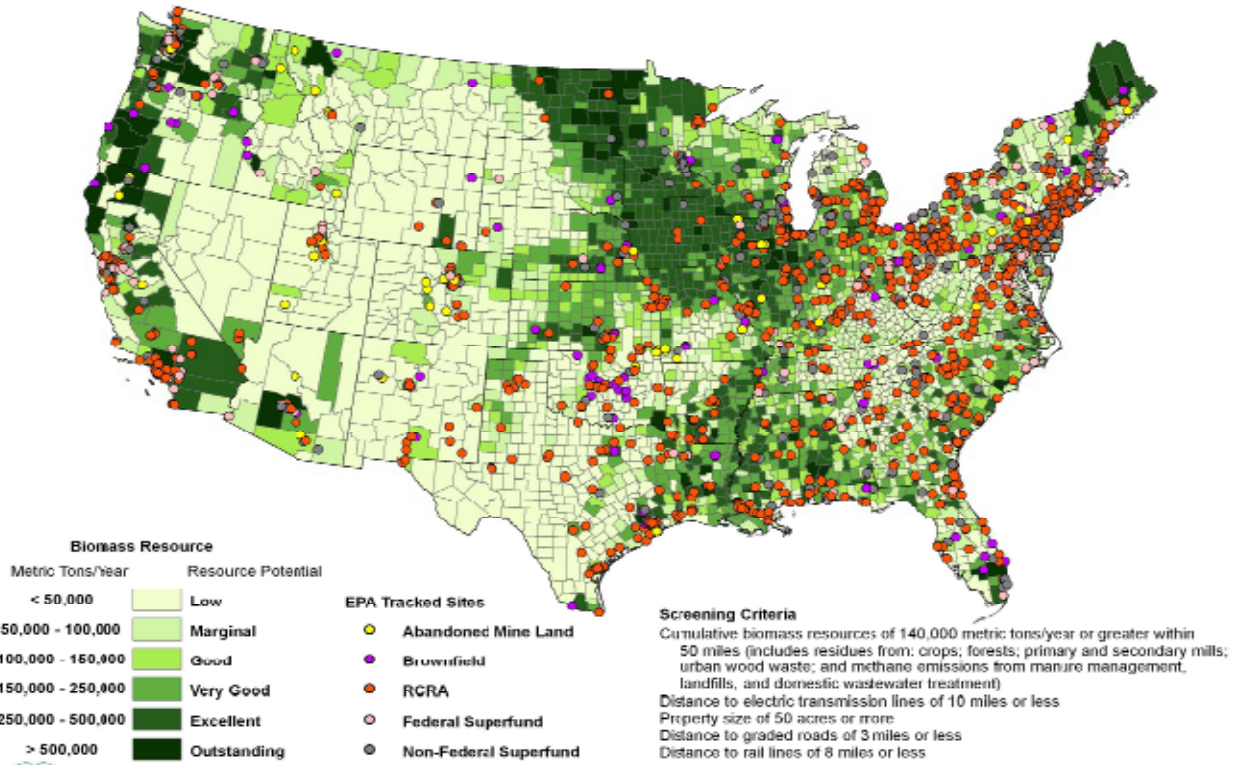 Biomass Resource
Metric Tons/Year Resource Potential
< 50,000 Low
50,000 - 100,000 Marginal
100,000 - 150,000 Good
150,000 - 250,000 Very Good
250,000 - 500,000 Excellent
> 500,000 Outstanding
EPA Tracked Sites
Abandoned Mine Land
Brownfield
RCRA
Federal Superfund
Non-Federal Superfund
Screening Criteria
Cumulative biomass resources of 140,000 metric tons/year or greater within
50 miles (includes residues from: crops; forests; primary and secondary mills;
urban wood waste; and methane emissions from manure management,
landfills, and domestic wastewater treatment)
Distance to electric transmission lines of 10 miles or less
Property size of 50 acres or more
Distance to graded roads of 3 miles or less
Distance to rail lines of 8 miles or less